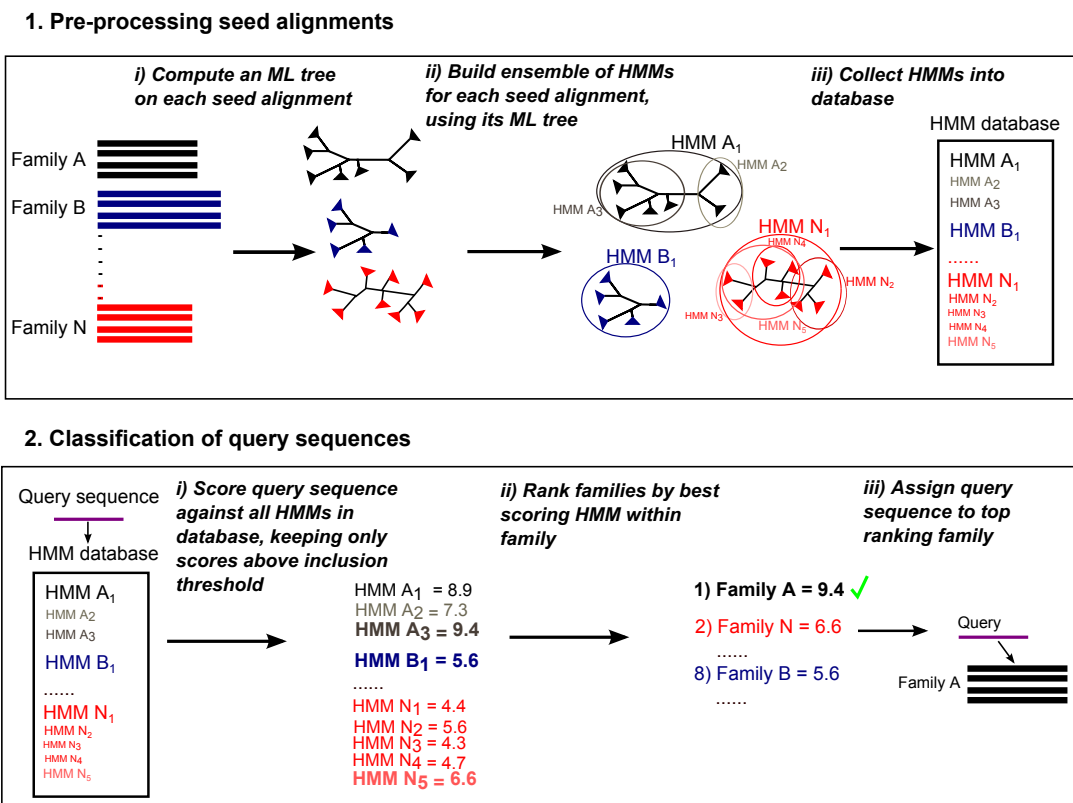 1. Pre-processing seed alignments
i) Compute an ML tree
on each seed alignment
ii) Build ensemble of HMMs
for each seed alignment,
using its ML tree
iii) Collect HMMs into
database
Family A
Family B
Family N
HMM A1
HMM A2
HMM A3
HMM B1
HMM N1
HMM N4
HMM N2
HMM N3
HMM N5
HMM database
HMM A1
HMM A2
HMM A3
HMM B1
......
HMM N1
HMM N2
HMM N3
HMM N4
HMM N5
2. Classification of query sequences
Query sequence
HMM database
HMM A1
HMM A2
HMM A3
HMM B1
......
HMM N1
HMM N2
HMM N3
HMM N4
HMM N5
i) Score query sequence
against all HMMs in
database, keeping only
scores above inclusion
threshold
HMM A1 = 8.9
HMM A2 = 7.3
HMM A3 = 9.4
HMM B1 = 5.6
......
HMM N1 = 4.4
HMM N2 = 5.6
HMM N3 = 4.3
HMM N4 = 4.7
HMM N5 = 6.6
ii) Rank families by best
scoring HMM within
family
1) Family A = 9.4
2) Family N = 6.6
......
8) Family B = 5.6
......
iii) Assign query
sequence to top
ranking family
Query
Family A